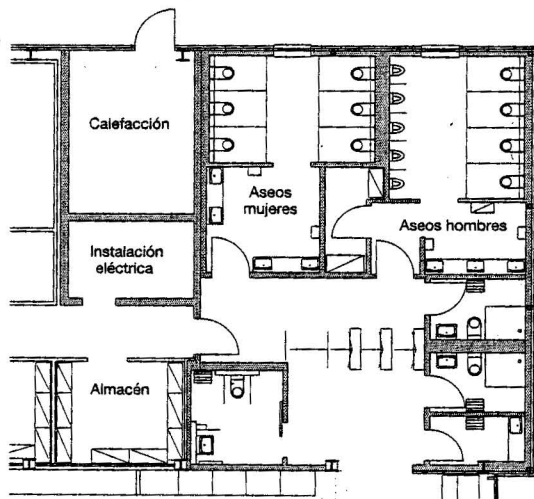 Calefacción
Aseos
mujeres
Aseos hombres
Instalación
eléctrica
Almacén